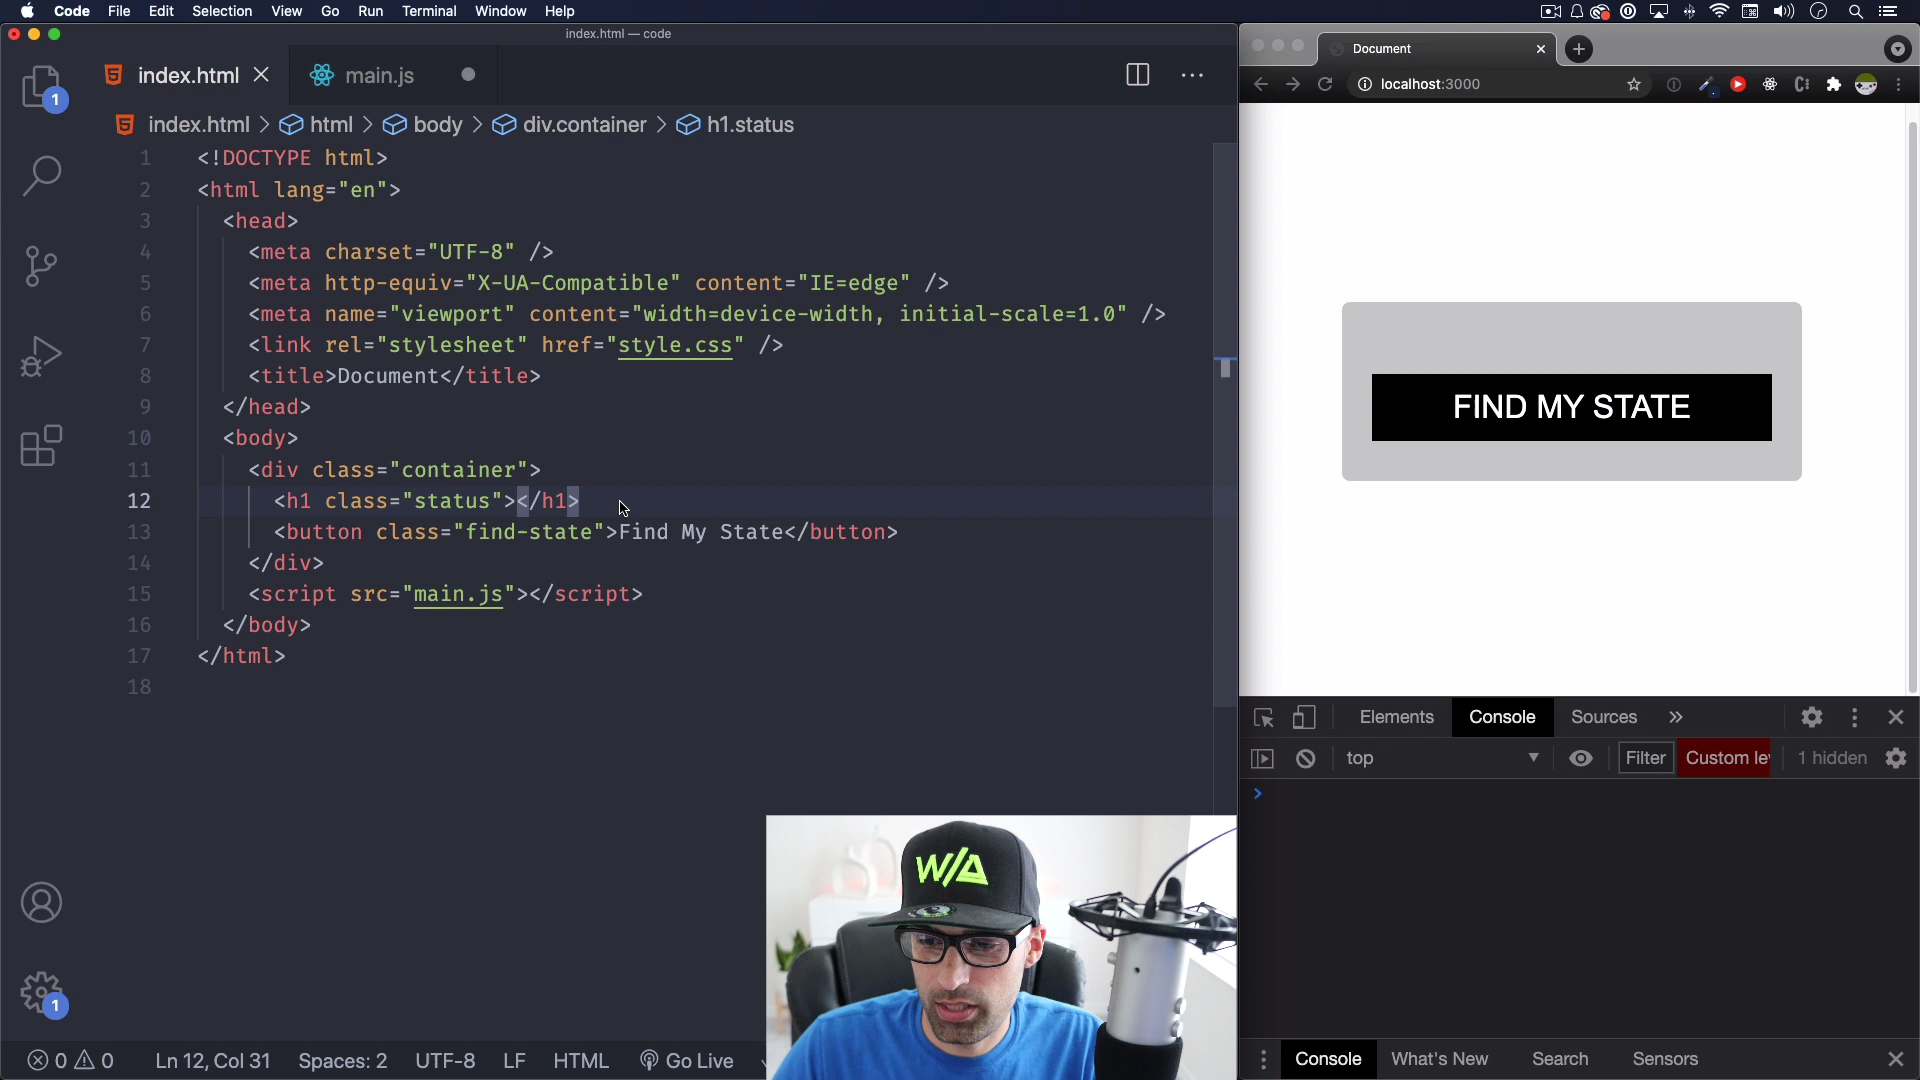 Code File Edit Selection View Go Run Terminal Window Help
index.html — code
index.html
main.js
index.html > html > body > div.container > h1.status
1 <!DOCTYPE html>
2 <html lang="en">
3 <head>
4 <meta charset="UTF-8" />
5 <meta http-equiv="X-UA-Compatible" content="IE=edge" />
6 <meta name="viewport" content="width=device-width, initial-scale=1.0" />
7 <link rel="stylesheet" href="style.css" />
8 <title>Document</title>
9 </head>
10 <body>
11 <div class="container">
12 <h1 class="status"></h1>
13 <button class="find-state">Find My State</button>
14 </div>
15 <script src="main.js"></script>
16 </body>
17 </html>
18
1
1
0 0 Ln 12, Col 31 Spaces: 2 UTF-8 LF HTML Go Live
W/A
Document
localhost:3000
FIND MY STATE
Elements Console Sources »
top Filter Custom le 1 hidden
>
Console What's New Search Sensors